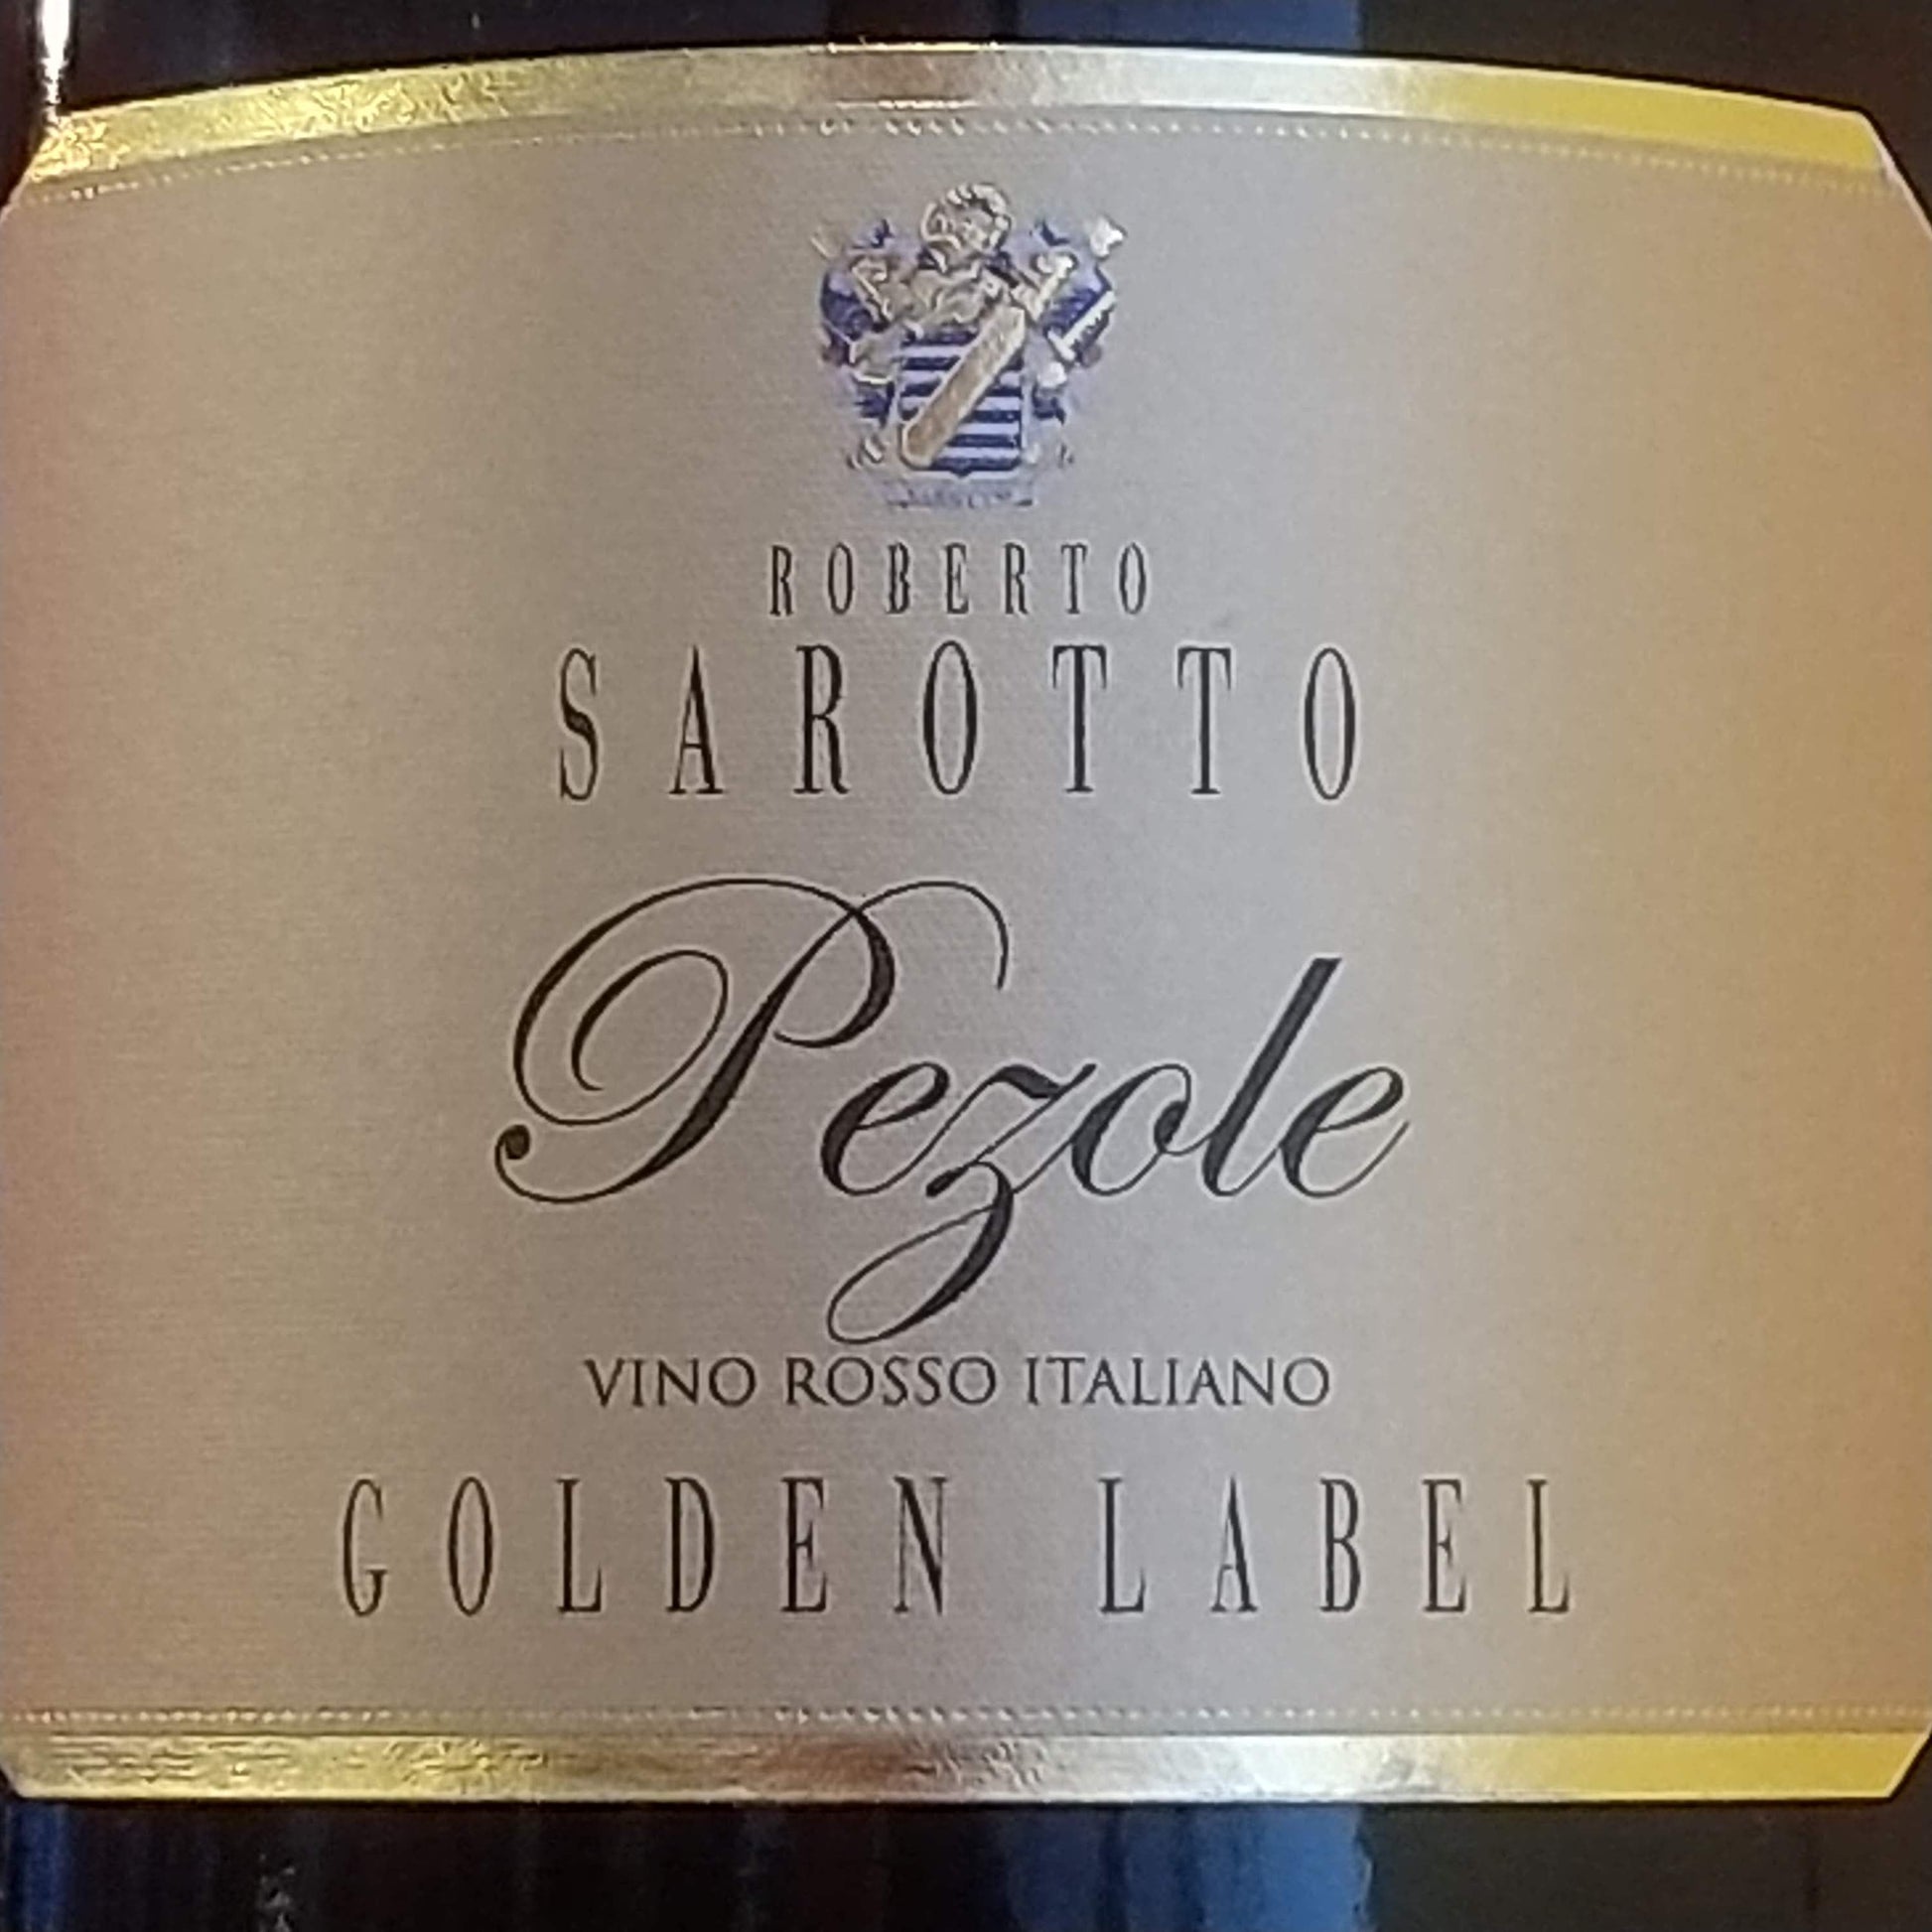 ROBERTO
SAROTTO
Pezole
VINO ROSSO ITALIANO
GOLDEN LABEL